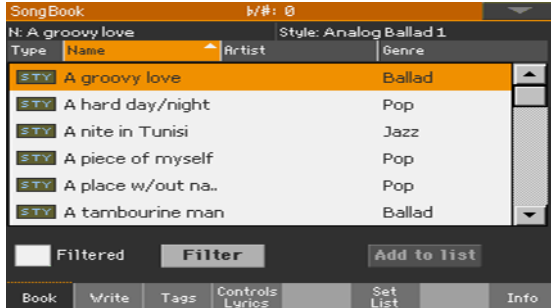 SongBook ♭/#: 0
N: A groovy love Style: Analog Ballad 1
Type Name Artist Genre
STY A groovy love Ballad
STY A hard day/night Pop
STY A nite in Tunisi Jazz
STY A piece of myself Pop
STY A place w/out na.. Pop
STY A tambourine man Ballad
Filtered Filter Add to list
Book Write Tags Controls Lyrics Set List Info